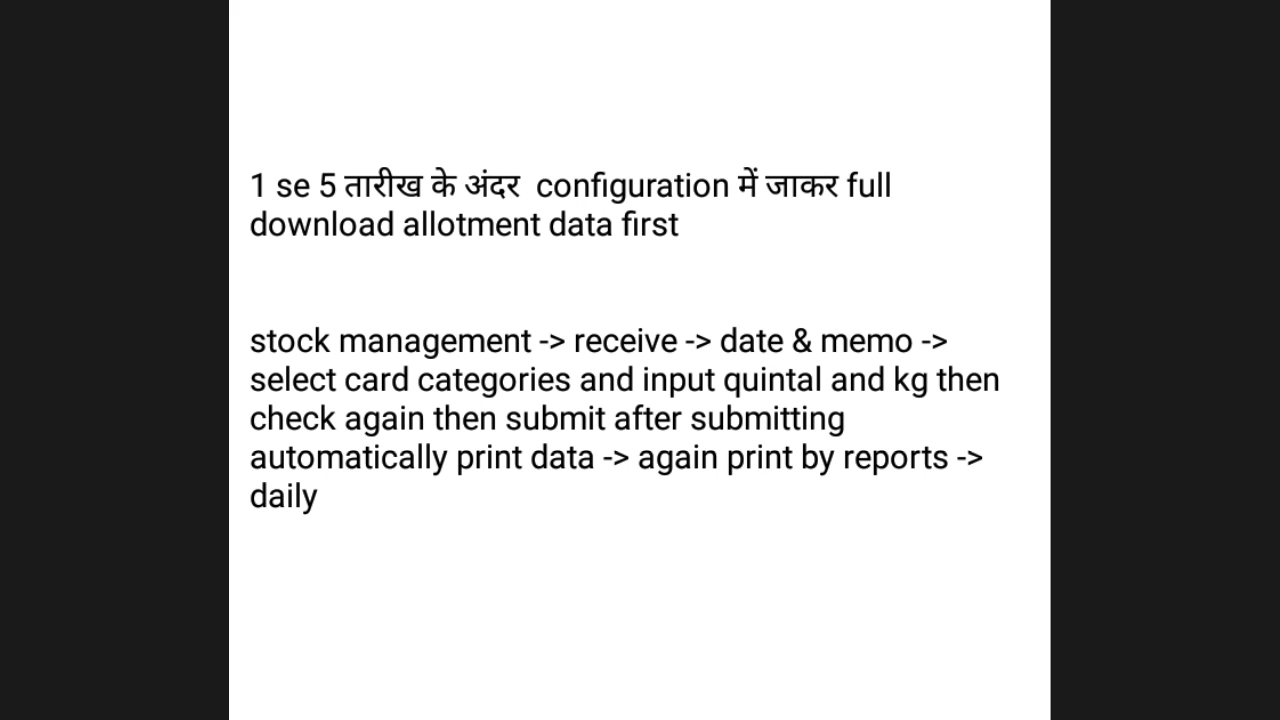 1 se 5 तारीख के अंदर  configuration में जाकर full
download allotment data first
stock management -> receive -> date & memo ->
select card categories and input quintal and kg then
check again then submit after submitting
automatically print data -> again print by reports ->
daily